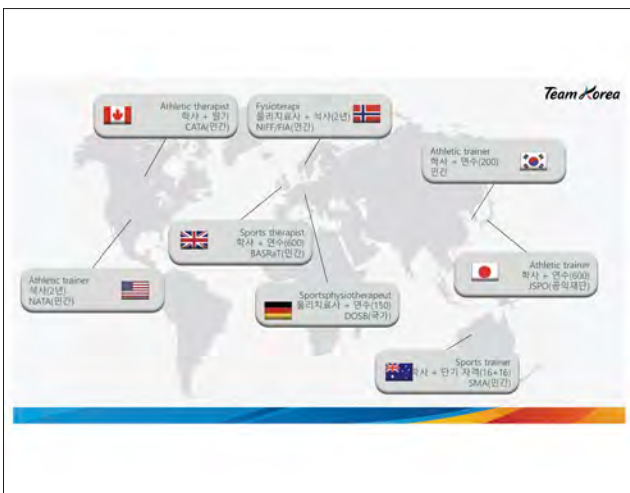 Team Korea
Athletic therapist
학사 + 필기
CATA(민간)
Fysioterapi
물리치료사 + 석사(2년)
NIFF/FIA(민간)
Athletic trainer
학사 + 연수(200)
민간
Sports therapist
학사 + 연수(600)
BASRaT(민간)
Athletic trainer
석사(2년)
NATA(민간)
Sportsphysiotherapeut
물리치료사 + 연수(150)
DOSB(국가)
Athletic trainer
학사 + 연수(600)
JSPO(공익재단)
Sports trainer
학사 + 단기 자격(16+16)
SMA(민간)